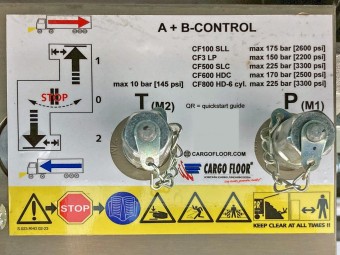 A + B-CONTROL
CF100 SLL max 175 bar [2600 psi]
CF3 LP max 150 bar [2200 psi]
CF500 SLC max 225 bar [3300 psi]
CF600 HDC max 170 bar [2500 psi]
CF800 HD-6 cyl. max 225 bar [3300 psi]
max 10 bar [145 psi]
1
STOP
0
2
T (M2)
QR = quickstart guide
P (M1)
CARGOFLOOR.COM
CARGO FLOOR
STOP
KEEP CLEAR AT ALL TIMES !!